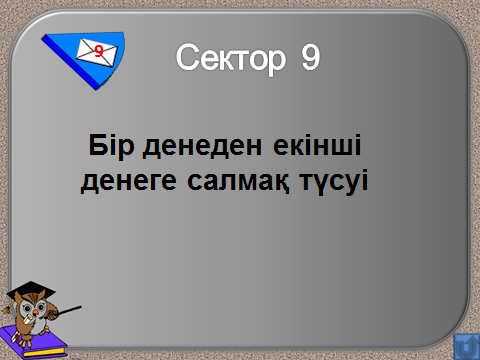 9
Сектор 9
Бір денеден екінші
денеге салмақ түсуі